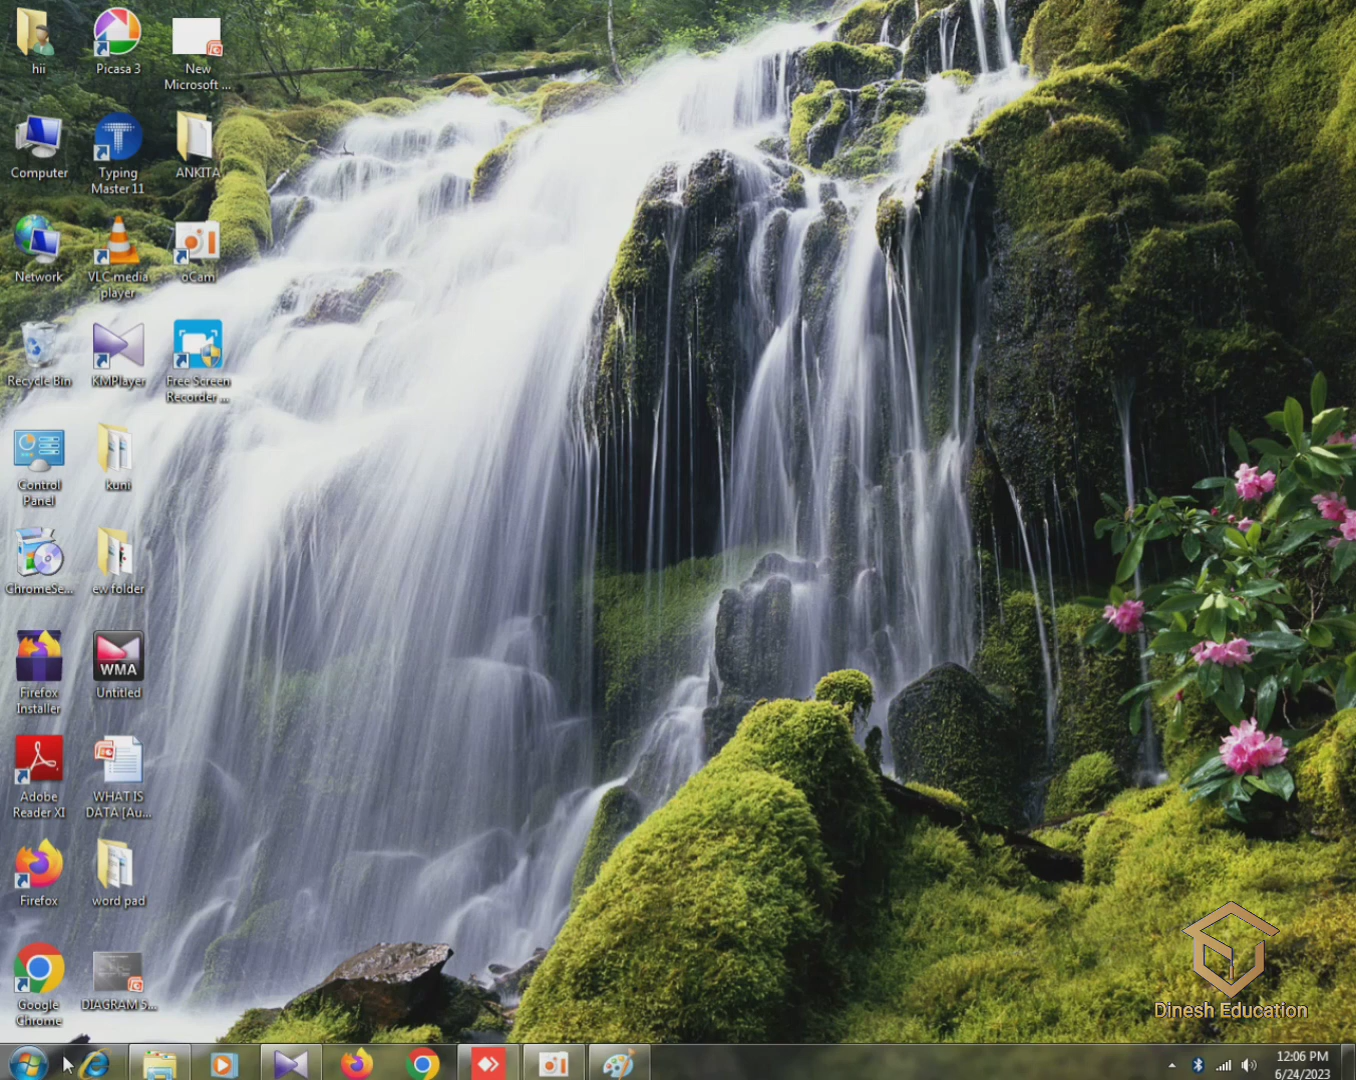 hii
Picasa 3
New
Microsoft ...
Computer
Typing
Master 11
ANKITA
Network
VLC media
player
oCam
Recycle Bin
KMPlayer
Free Screen
Recorder ...
Control
Panel
kuni
ChromeSe...
ew folder
Firefox
Installer
WMA
Untitled
Adobe
Reader XI
WHAT IS
DATA [Au...
Firefox
word pad
Google
Chrome
DIAGRAM S...
Dinesh Education
12:06 PM
6/24/2023